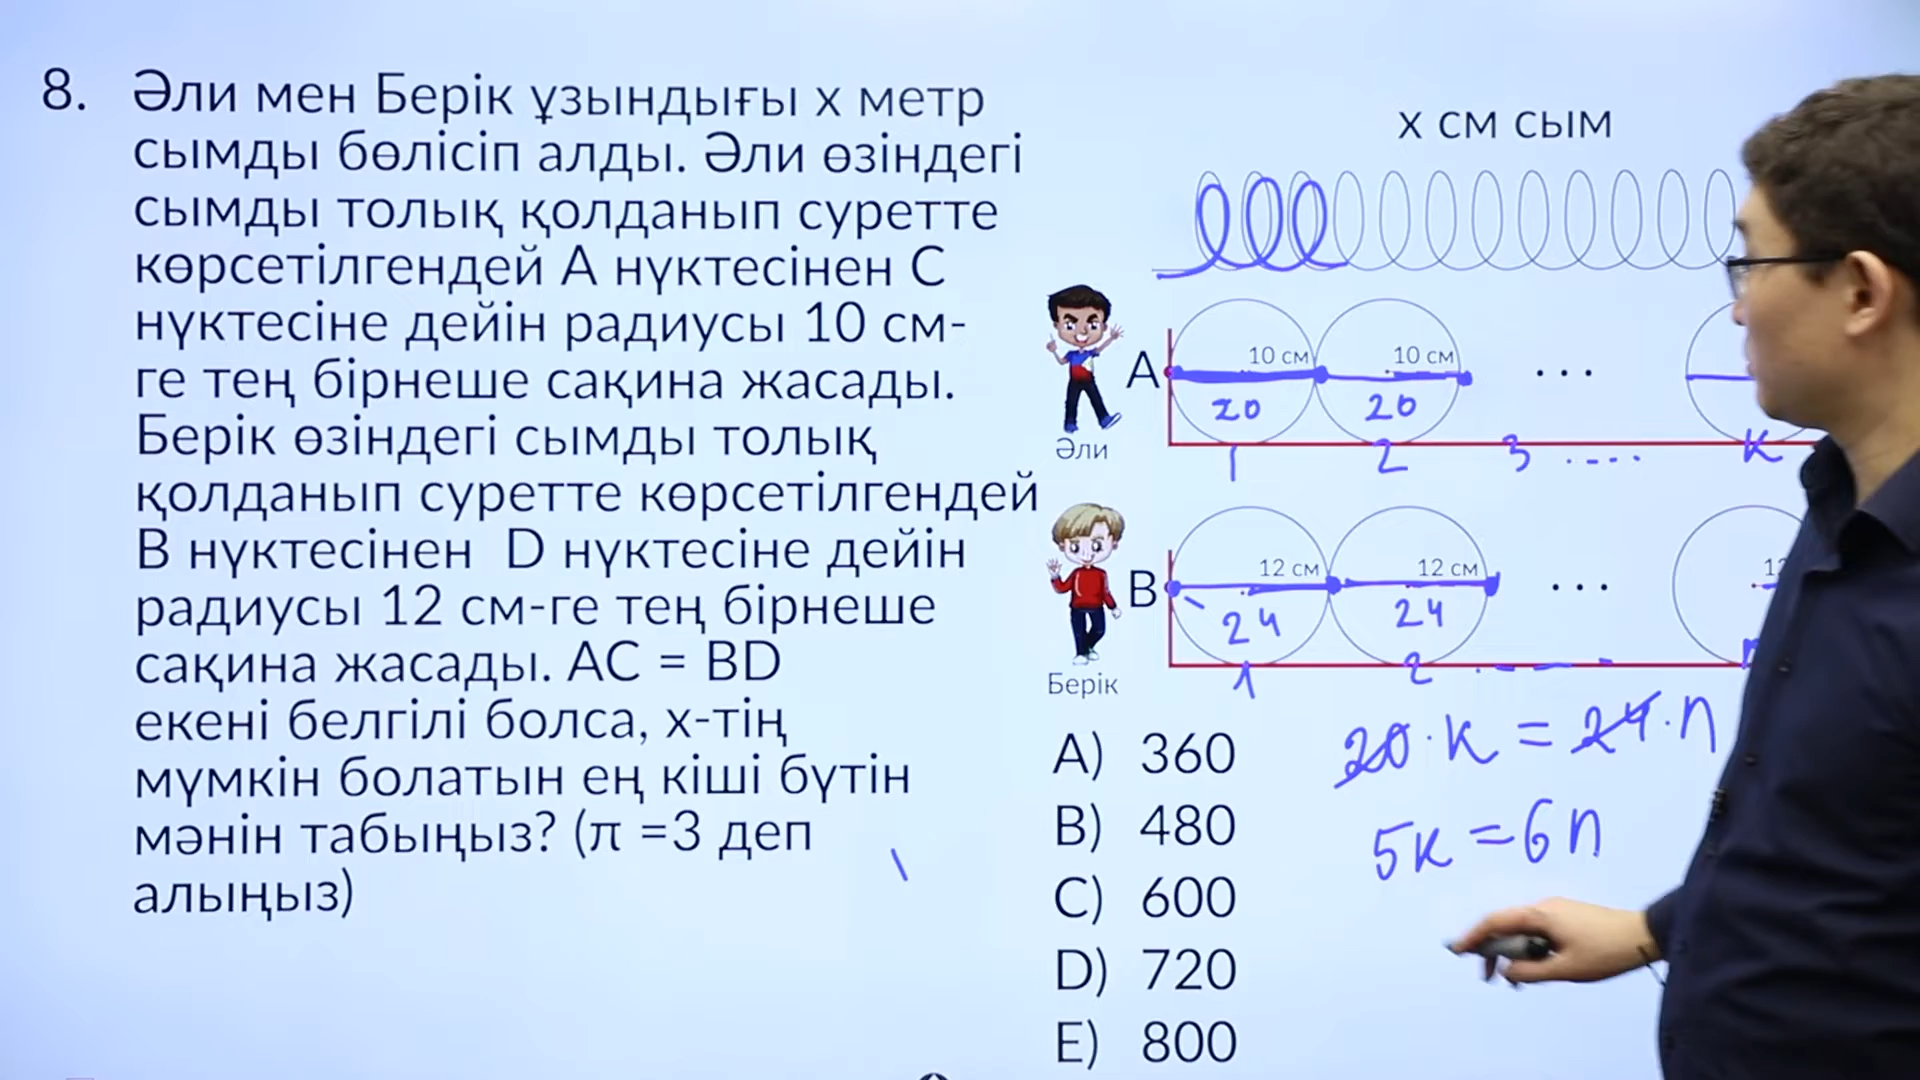 8. Әли мен Берік ұзындығы х метр
сымды бөлісіп алды. Әли өзіндегі
сымды толық қолданып суретте
көрсетілгендей А нүктесінен С
нүктесіне дейін радиусы 10 см-
ге тең бірнеше сақина жасады.
Берік өзіндегі сымды толық
қолданып суретте көрсетілгендей
В нүктесінен D нүктесіне дейін
радиусы 12 см-ге тең бірнеше
сақина жасады. АС = BD
екені белгілі болса, х-тің
мүмкін болатын ең кіші бүтін
мәнін табыңыз? (π =3 деп
алыңыз)
х см сым
A 10 см 10 см ...
20 20
Әли
1 2 3 .... к
B 12 см 12 см ... 12
24 24
Берік
1 2 n
A) 360
B) 480
C) 600
D) 720
E) 800
20·к = 24·n
5к = 6n